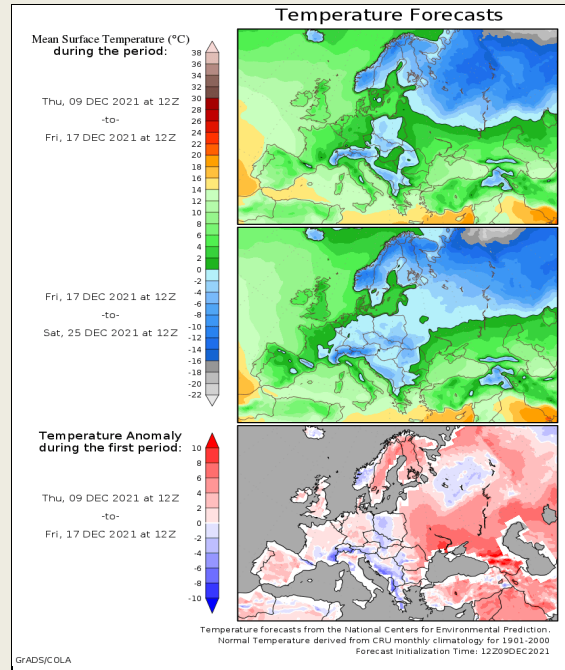 Temperature Forecasts
Mean Surface Temperature (°C)
during the period:
Thu, 09 DEC 2021 at 12Z
-to-
Fri, 17 DEC 2021 at 12Z
38
36
34
32
30
28
26
24
22
20
18
16
14
12
10
8
6
4
2
0
-2
-4
-6
-8
-10
-12
-14
-16
-18
-20
-22
Fri, 17 DEC 2021 at 12Z
-to-
Sat, 25 DEC 2021 at 12Z
Temperature Anomaly
during the first period:
Thu, 09 DEC 2021 at 12Z
-to-
Fri, 17 DEC 2021 at 12Z
10
8
6
4
2
0
-2
-4
-6
-8
-10
Temperature forecasts from the National Centers for Environmental Prediction.
Normal Temperature derived from CRU monthly climatology for 1901-2000
Forecast Initialization Time: 12Z09DEC2021
GrADS/COLA